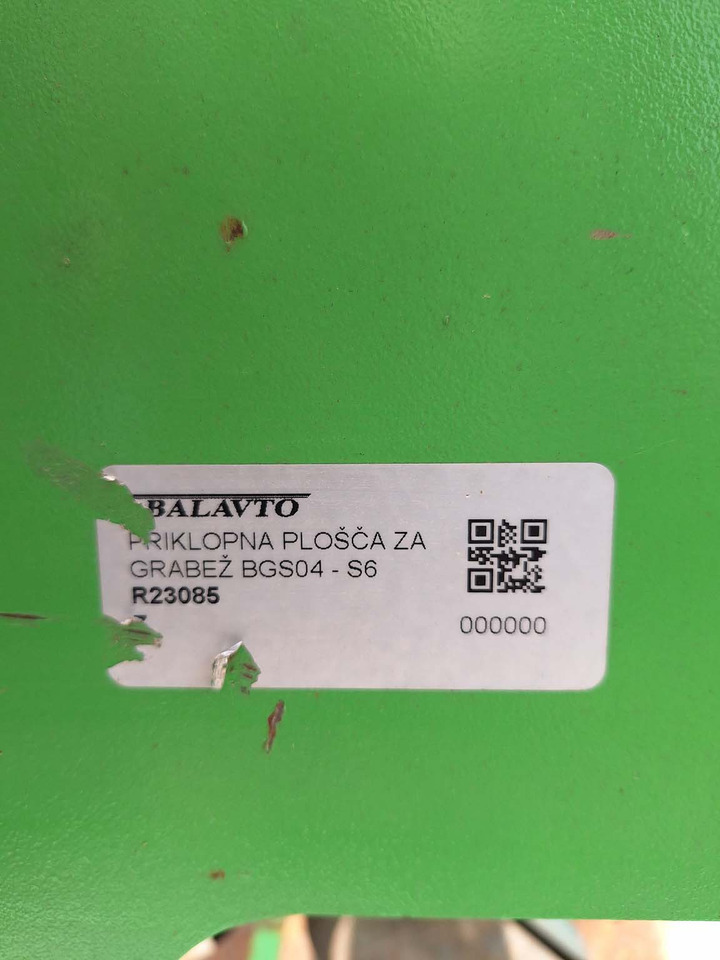 BALAVTO
PRIKLOPNA PLOŠČA ZA
GRABEŽ BGS04 - S6
R23085
000000